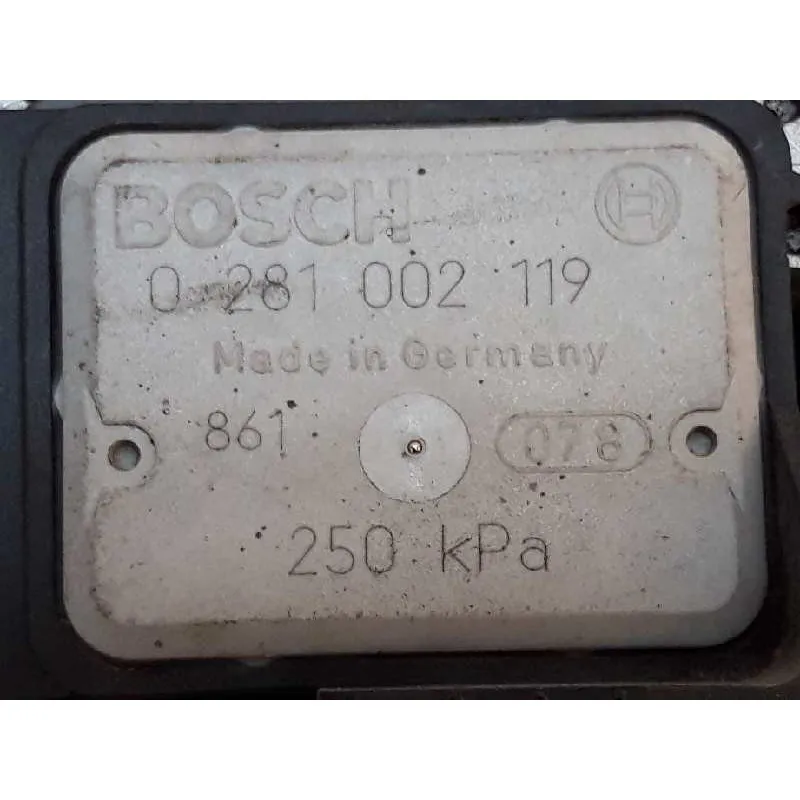 BOSCH
0 281 002 119
Made in Germany
861 078
250 kPa